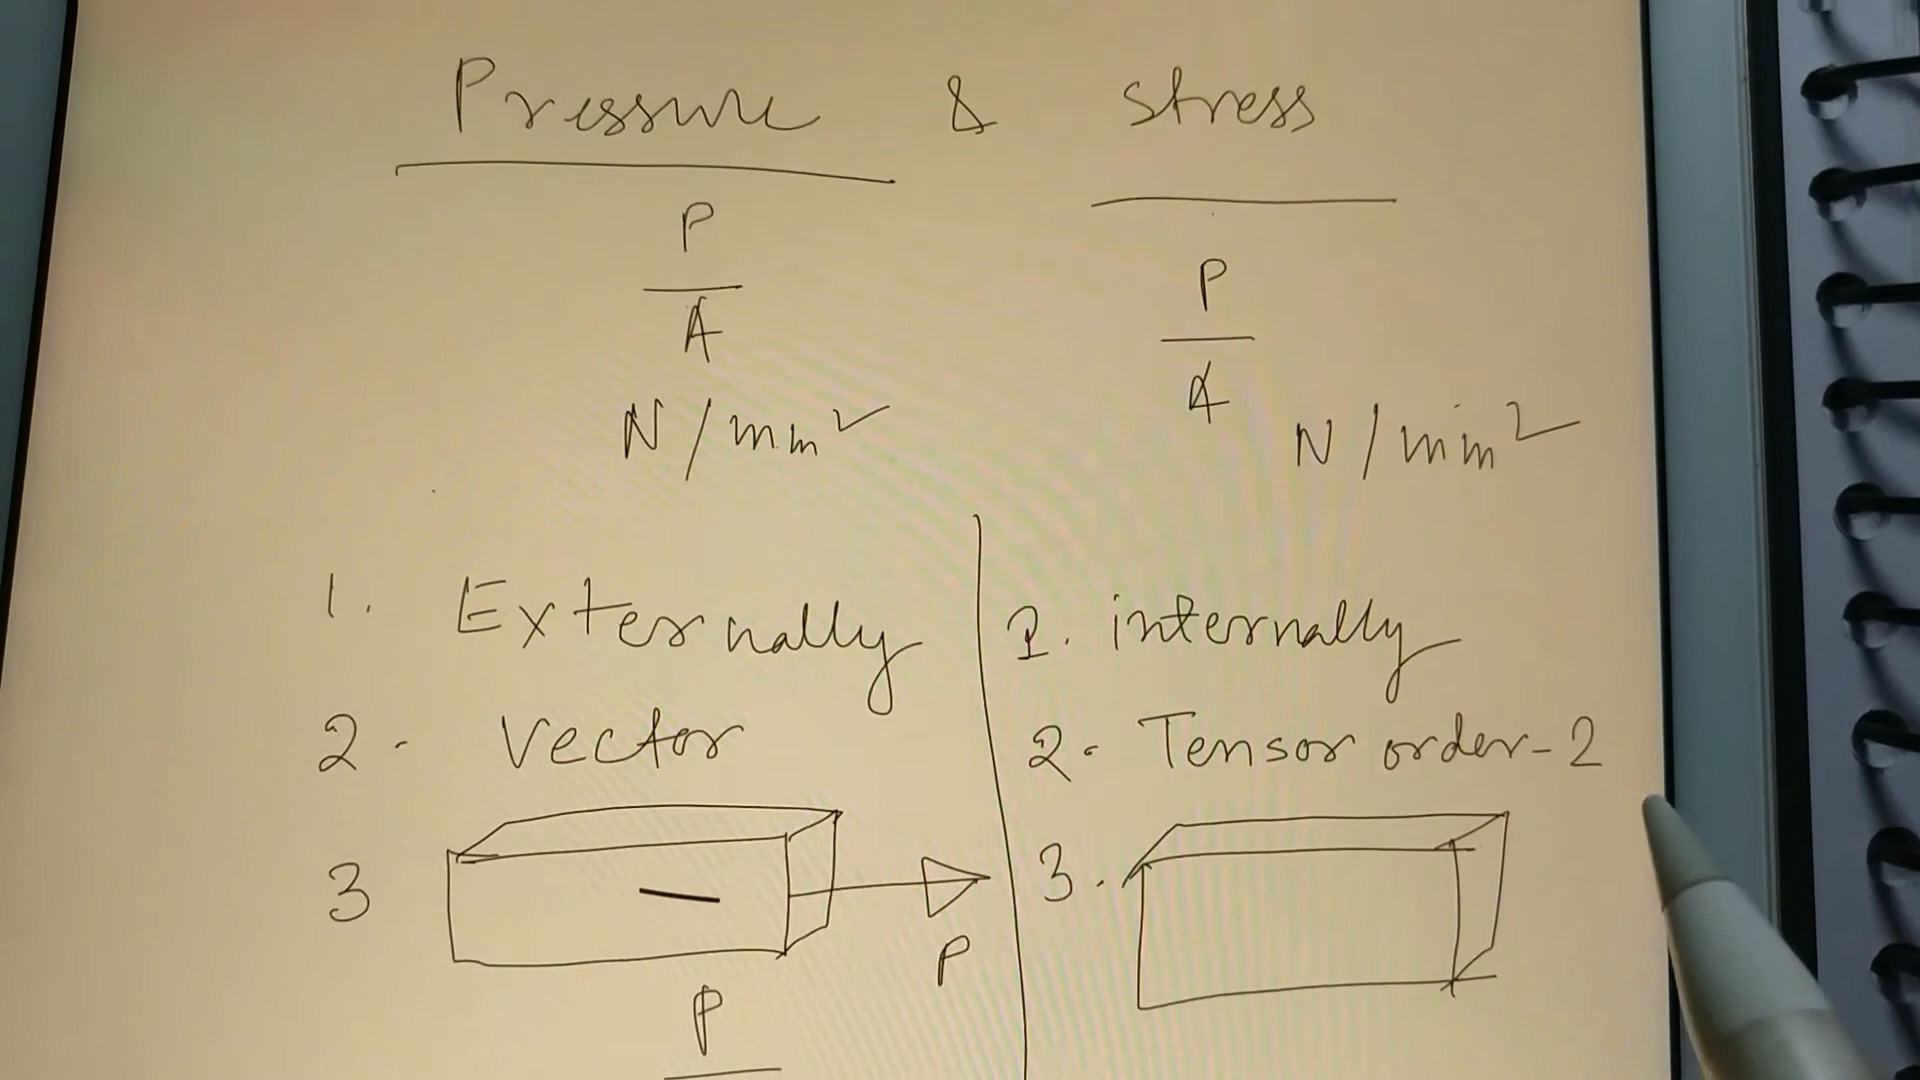 Pressure & stress
P
A
N/mm²
P
A
N/mm²
1. Externally
1. internally
2. Vector
2. Tensor order-2
3
P
P
3.